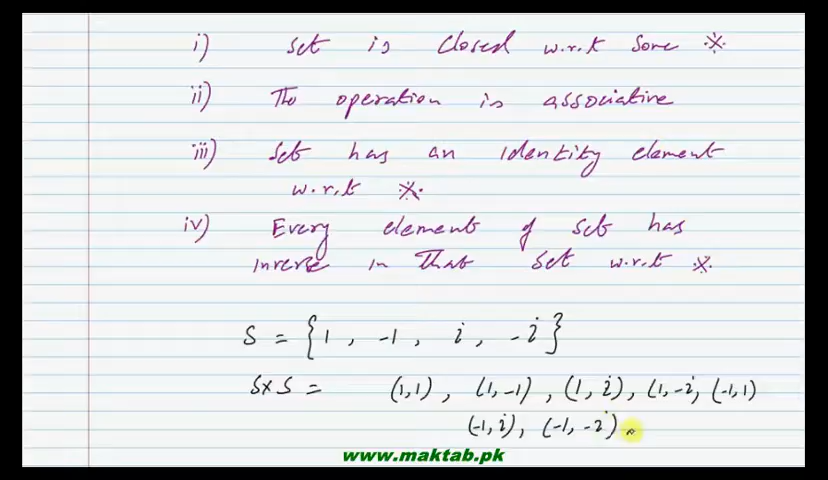 i) Set is closed w.r.t some ※
ii) The operation is associative
iii) Set has an identity element
w.r.t ※
iv) Every element of set has
inverse in that set w.r.t ※
S = {1, -1, i, -i}
S×S = (1,1), (1,-1), (1,i), (1,-i, (-1,1)
(-1,i), (-1,-i)
www.maktab.pk